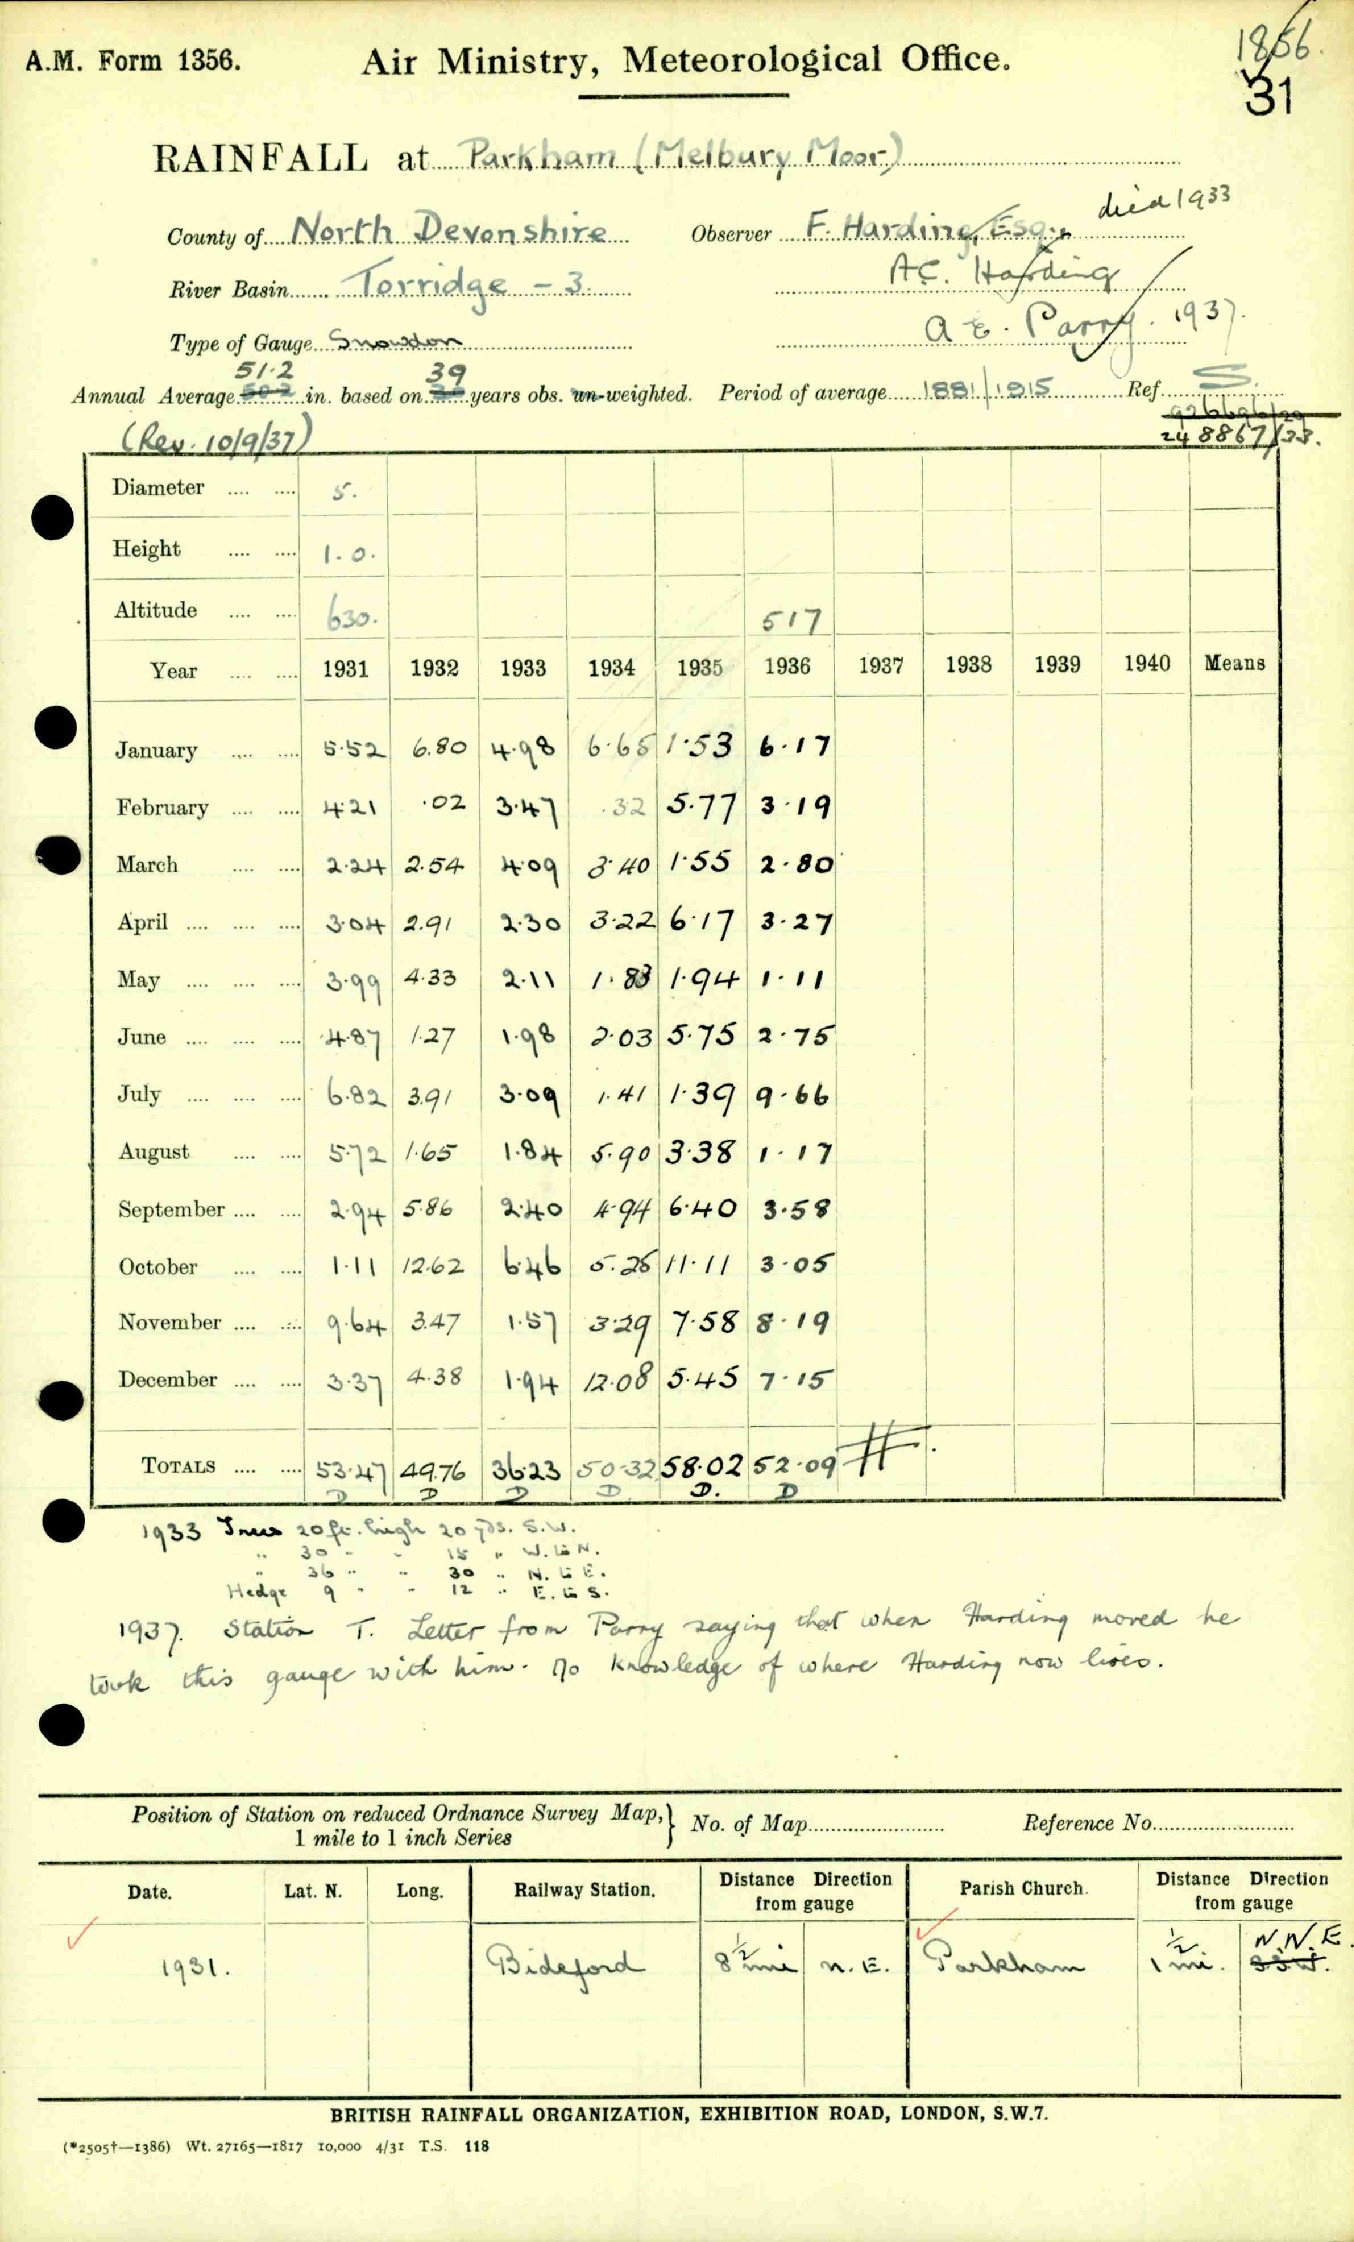 A.M. Form 1356.
Air Ministry, Meteorological Office.
1856.
31
RAINFALL at Parkham (Melbury Moor)
died 1933
County of North Devonshire Observer F. Harding, Esq.,
River Basin Torridge - 3. A.C. Harding
Type of Gauge Snowdon A E. Parry. 1937.
51.2 39
Annual Average in. based on years obs. un-weighted. Period of average 1881/1915 Ref. S.
(Rev. 10/9/37) 248867/33.
Diameter .... .... 5.
Height .... .... 1.0.
Altitude .... .... 630. 517
Year .... .... 1931 1932 1933 1934 1935 1936 1937 1938 1939 1940 Means
January .... .... 5.52 6.80 4.98 6.65 1.53 6.17
February .... .... 4.21 .02 3.47 .32 5.77 3.19
March .... .... 2.24 2.54 4.09 3.40 1.55 2.80
April .... .... .... 3.04 2.91 2.30 3.22 6.17 3.27
May .... .... .... 3.99 4.33 2.11 1.83 1.94 1.11
June .... .... .... 4.87 1.27 1.98 2.03 5.75 2.75
July .... .... .... 6.82 3.91 3.09 1.41 1.39 9.66
August .... .... 5.72 1.65 1.84 5.90 3.38 1.17
September .... .... 2.94 5.86 2.40 4.94 6.40 3.58
October .... .... 1.11 12.62 6.46 5.25 11.11 3.05
November .... .... 9.64 3.47 1.57 3.29 7.58 8.19
December .... .... 3.37 4.38 1.94 12.08 5.45 7.15
TOTALS .... .... 53.47 49.76 36.23 50.32 58.02 52.09
D D D D. D. D
1933 Trees 20 ft. high 20 yds. S.W.
" 30 " " 15 " W. to N.
" 36 " " 30 " N. to E.
Hedge 9 " " 12 " E. to S.
1937. Station T. Letter from Parry saying that when Harding moved he
took this gauge with him. No knowledge of where Harding now lives.
Position of Station on reduced Ordnance Survey Map,} No. of Map Reference No.
1 mile to 1 inch Series
Date. Lat. N. Long. Railway Station. Distance Direction from gauge Parish Church. Distance Direction from gauge
1931. Bideford 8½ mi N.E. Parkham 1½ mi. N.N.E. SSW.
BRITISH RAINFALL ORGANIZATION, EXHIBITION ROAD, LONDON, S.W.7.
(*2505†—1386) Wt. 27165—1817 10,000 4/31 T.S. 118